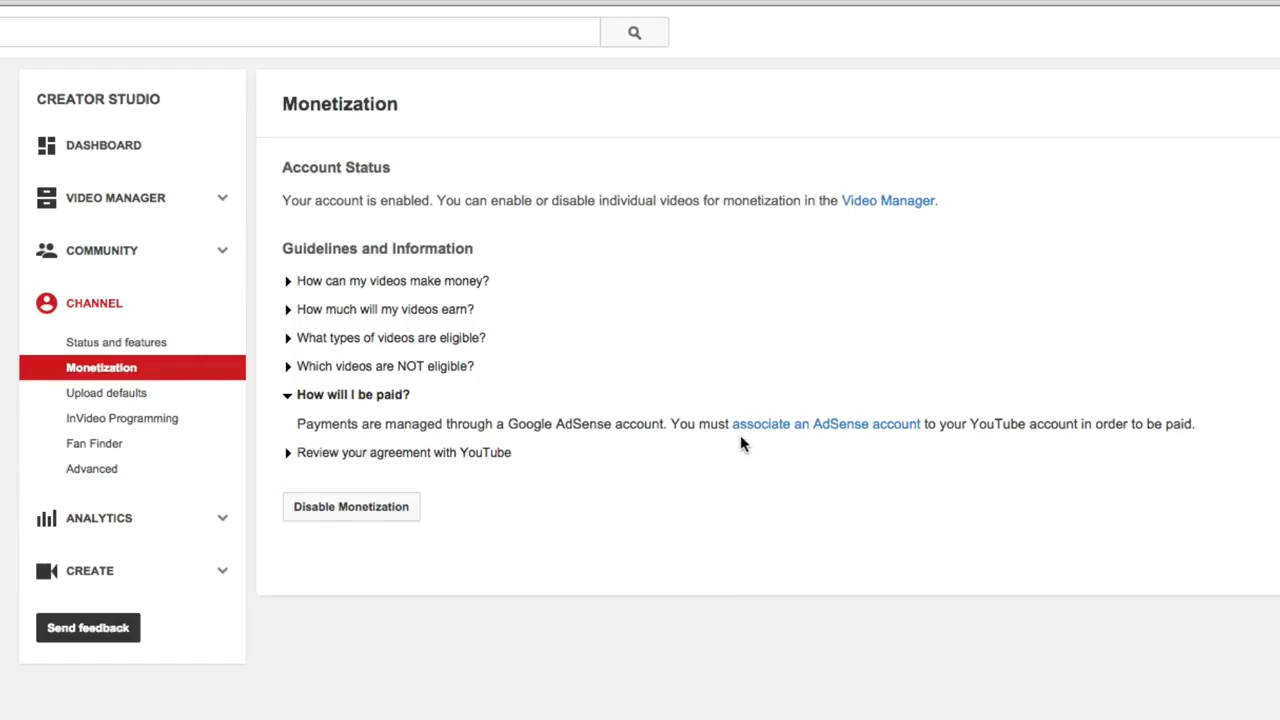 CREATOR STUDIO
DASHBOARD
VIDEO MANAGER
COMMUNITY
CHANNEL
Status and features
Monetization
Upload defaults
InVideo Programming
Fan Finder
Advanced
ANALYTICS
CREATE
Send feedback
Monetization
Account Status
Your account is enabled. You can enable or disable individual videos for monetization in the Video Manager.
Guidelines and Information
How can my videos make money?
How much will my videos earn?
What types of videos are eligible?
Which videos are NOT eligible?
How will I be paid?
Payments are managed through a Google AdSense account. You must associate an AdSense account to your YouTube account in order to be paid.
Review your agreement with YouTube
Disable Monetization